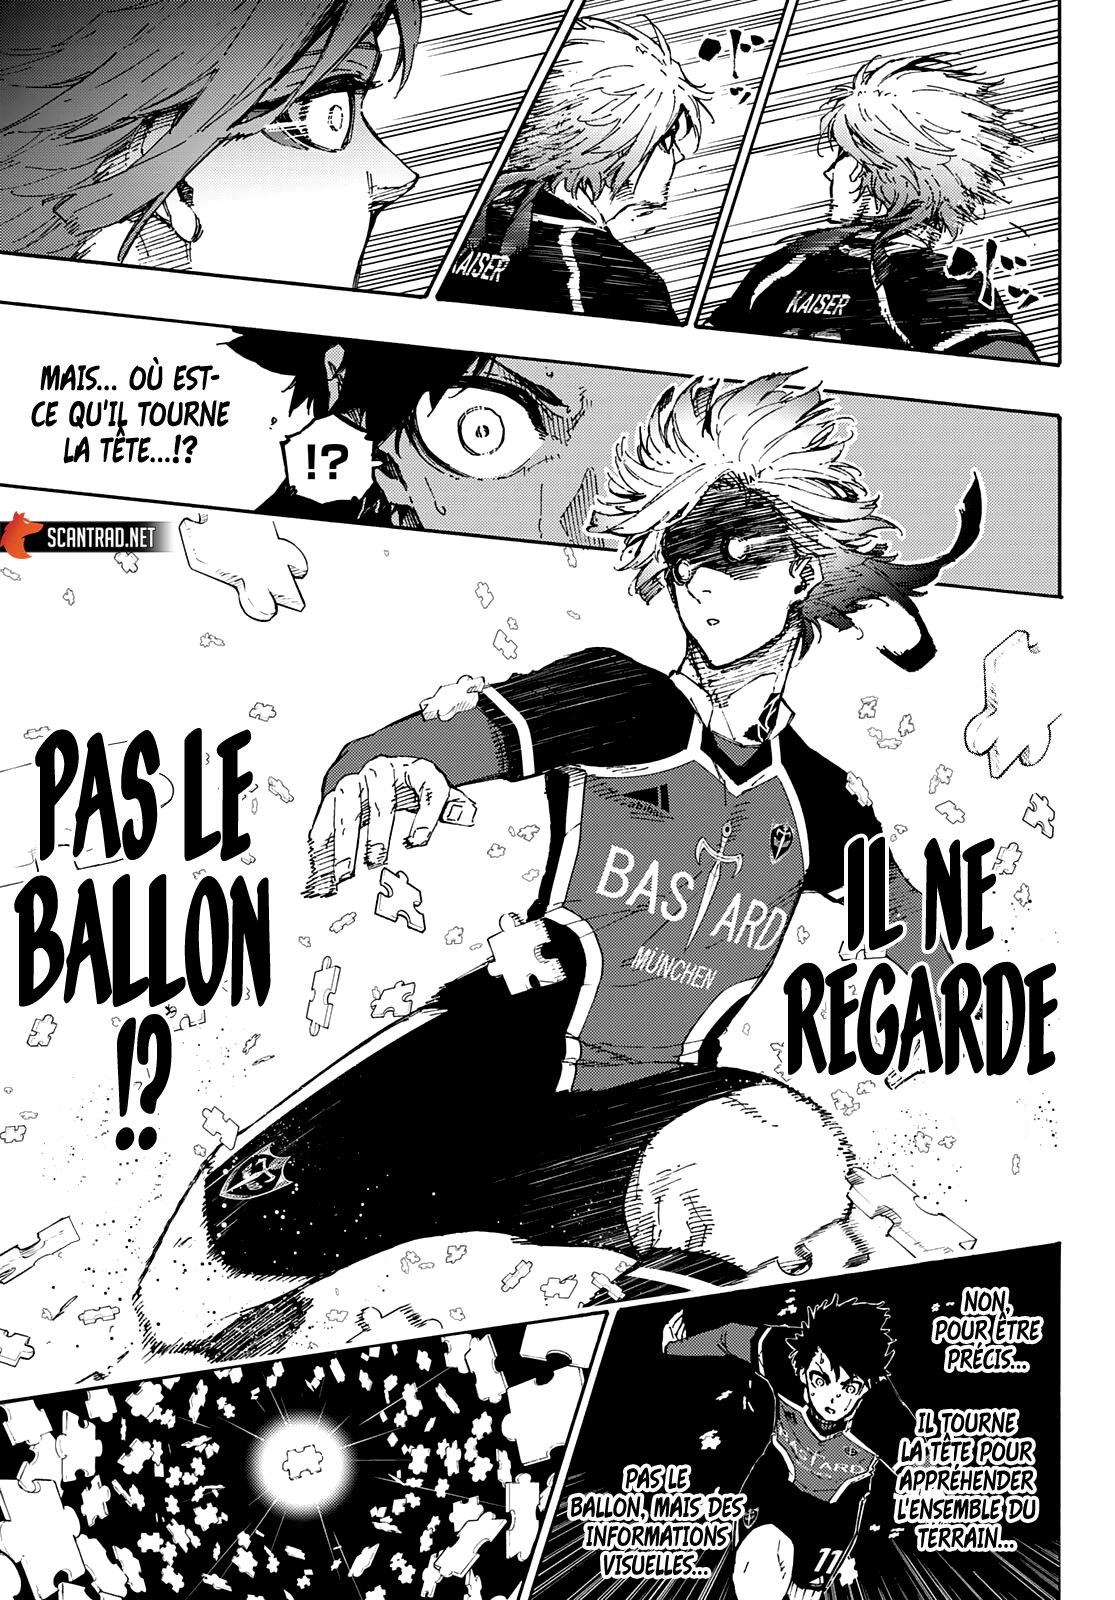 KAISER
KAISER
MAIS... OÙ EST-
CE QU'IL TOURNE
LA TÊTE...!?
!?
SCANTRAD.NET
IL NE
REGARDE
PAS LE
BALLON
!?
abibas
BASTARD
MÜNCHEN
NON,
POUR ÊTRE
PRÉCIS...
IL TOURNE
LA TÊTE POUR
APPRÉHENDER
L'ENSEMBLE DU
TERRAIN...
BASTARD
11
PAS LE
BALLON, MAIS DES
INFORMATIONS
VISUELLES...